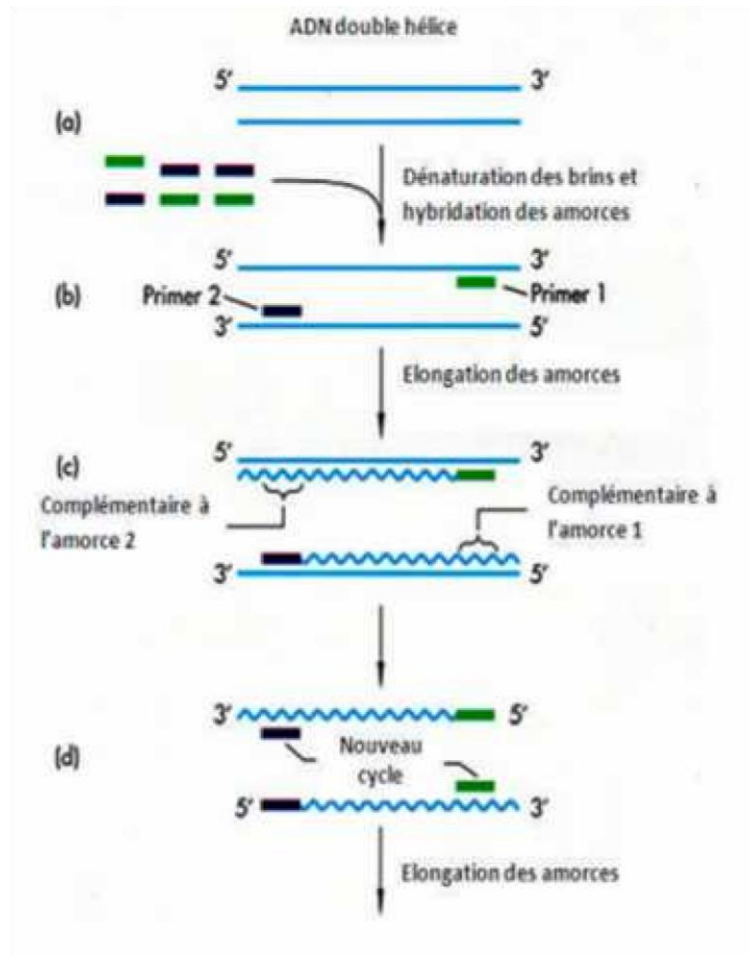 ADN double hélice
5' 3'
(a)
Dénaturation des brins et
hybridation des amorces
5' 3'
(b) Primer 2 Primer 1
3' 5'
Elongation des amorces
5' 3'
(c)
Complémentaire à
l'amorce 2
Complémentaire à
l'amorce 1
3' 5'
3' 5'
(d)
Nouveau
cycle
5' 3'
Elongation des amorces